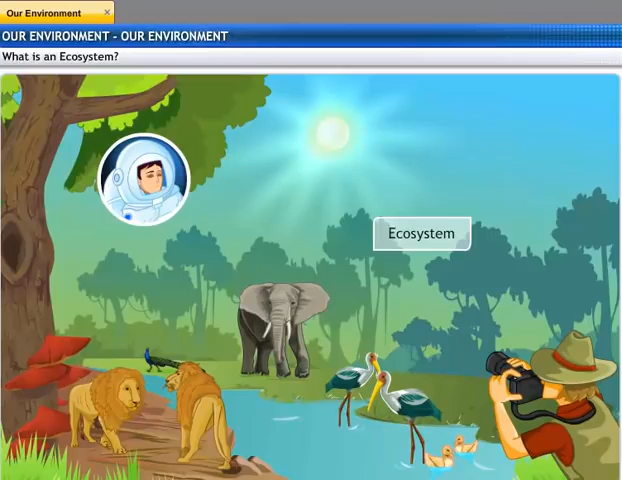 Our Environment
OUR ENVIRONMENT - OUR ENVIRONMENT
What is an Ecosystem?
Ecosystem